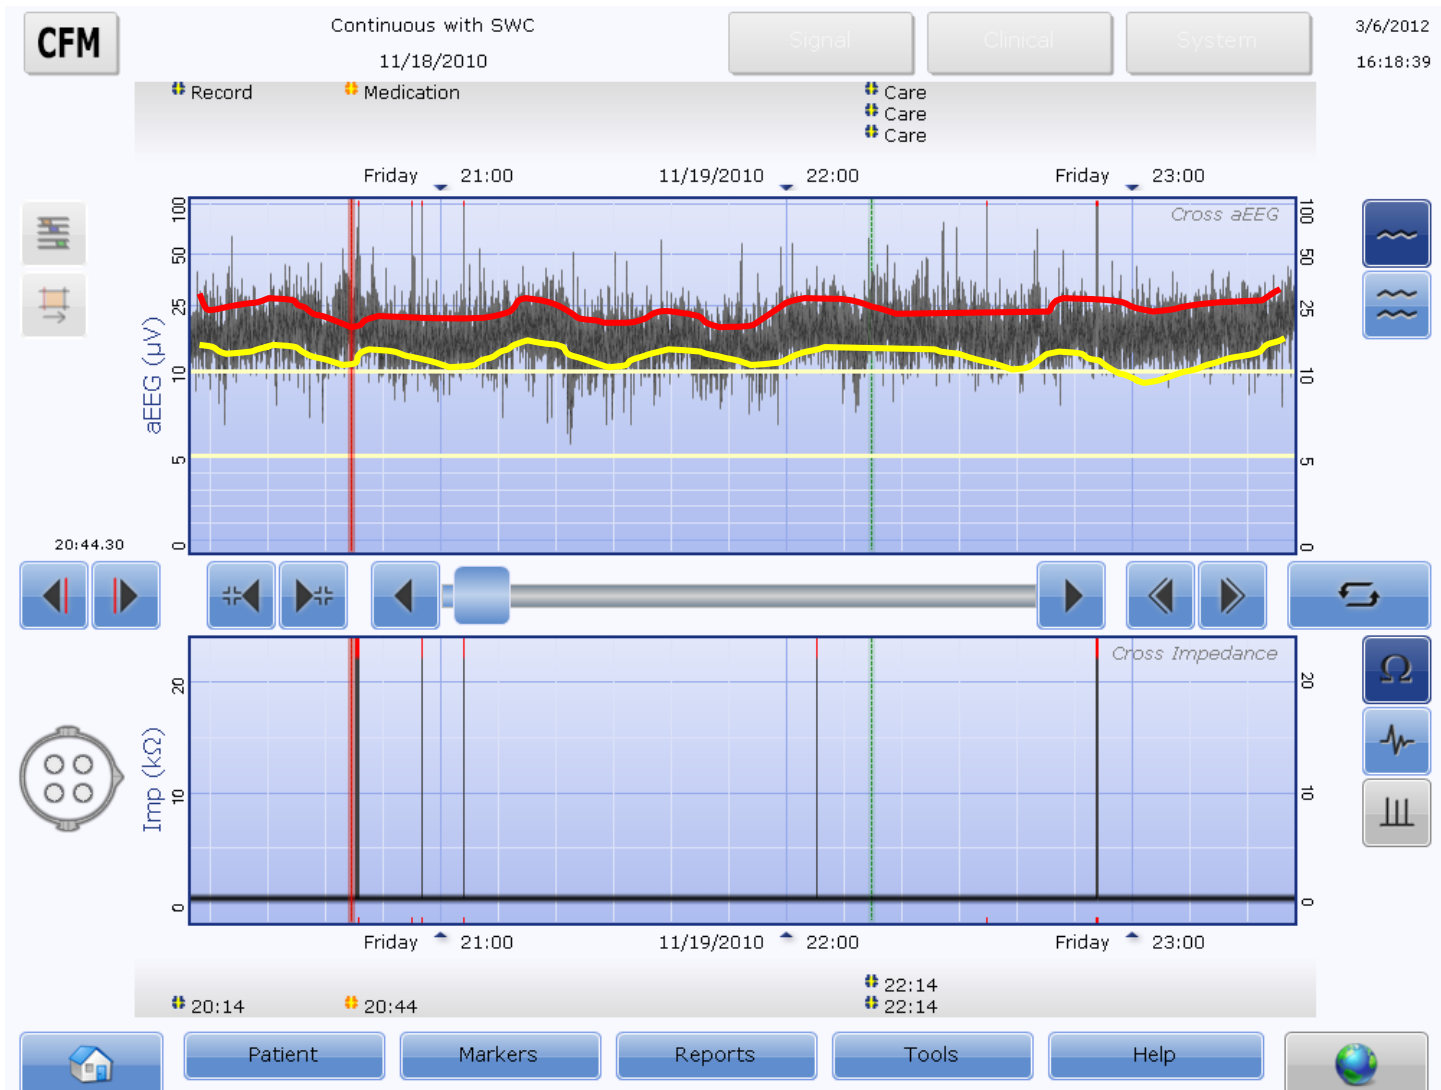 CFM
Continuous with SWC
11/18/2010
Signal
Clinical
System
3/6/2012
16:18:39
Record
Medication
Care
Care
Care
Friday 21:00
11/19/2010 22:00
Friday 23:00
Cross aEEG
aEEG (µV)
100
50
25
10
5
0
100
50
25
10
5
0
20:44.30
Cross Impedance
Imp (kΩ)
20
10
0
20
10
0
Ω
Friday 21:00
11/19/2010 22:00
Friday 23:00
22:14
20:14
20:44
22:14
Patient
Markers
Reports
Tools
Help